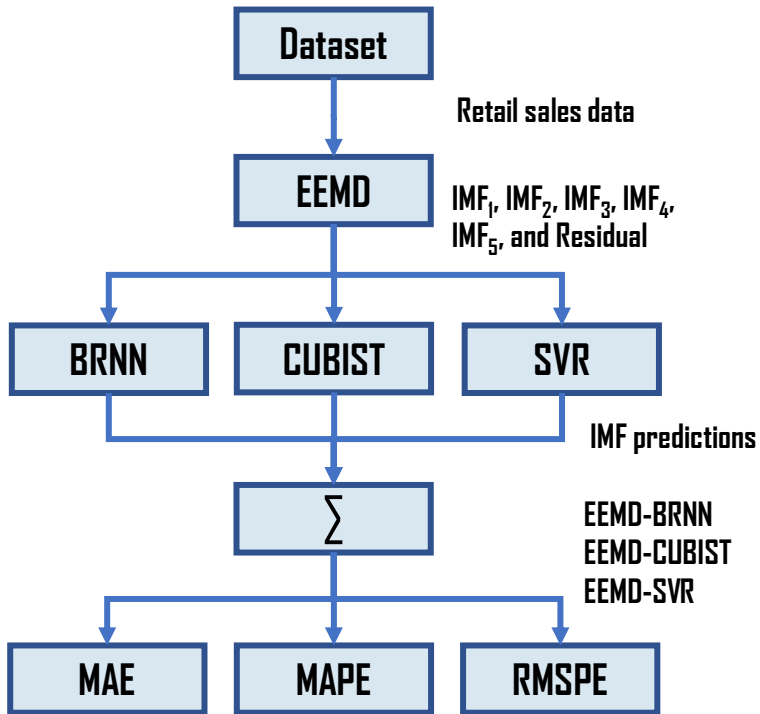 Dataset
Retail sales data
EEMD
IMF₁, IMF₂, IMF₃, IMF₄,
IMF₅, and Residual
BRNN
CUBIST
SVR
IMF predictions
∑
EEMD-BRNN
EEMD-CUBIST
EEMD-SVR
MAE
MAPE
RMSPE